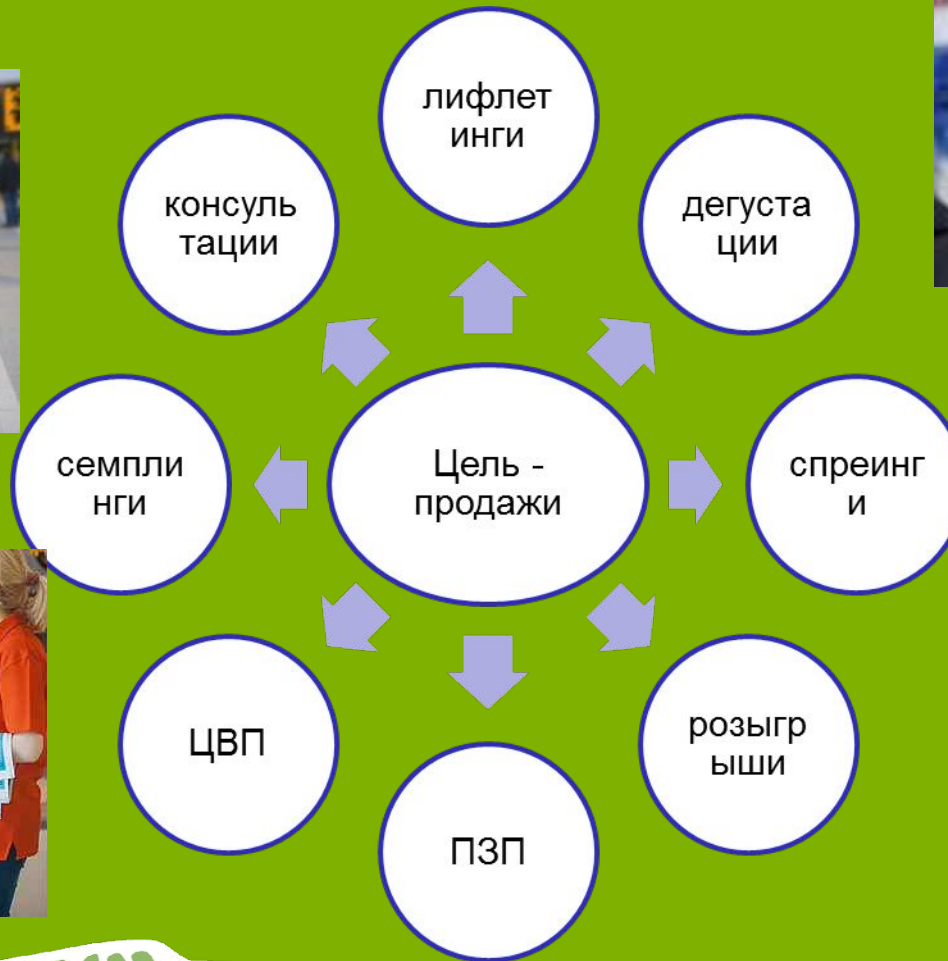 лифлет
инги
консуль
тации
дегуста
ции
семпли
нги
Цель -
продажи
спреинг
и
ЦВП
розыгр
ыши
ПЗП